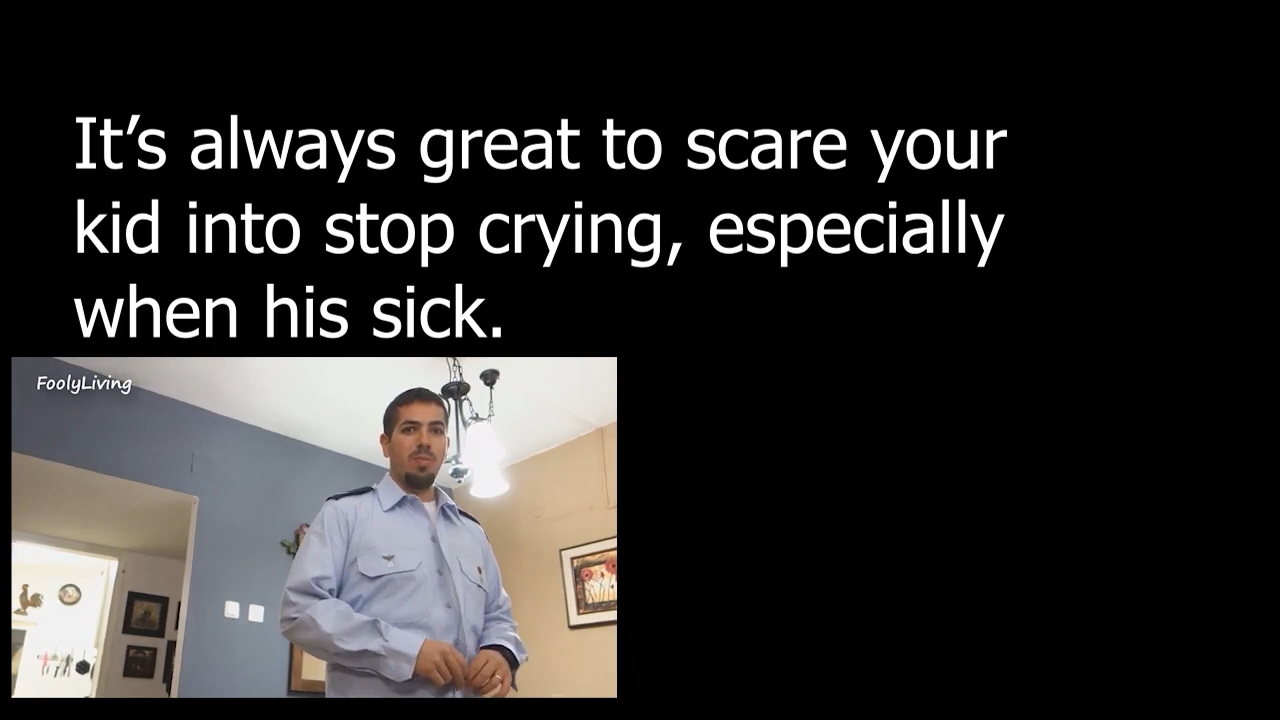 It’s always great to scare your
kid into stop crying, especially
when his sick.
FoolyLiving